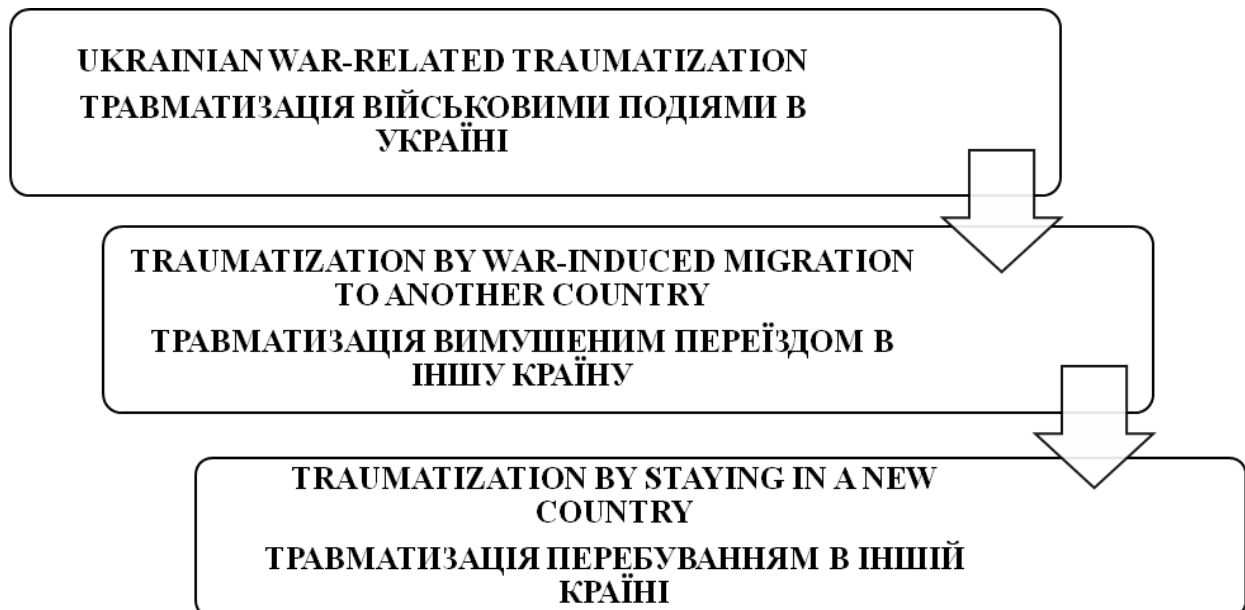 UKRAINIAN WAR-RELATED TRAUMATIZATION
ТРАВМАТИЗАЦІЯ ВІЙСЬКОВИМИ ПОДІЯМИ В
УКРАЇНІ
TRAUMATIZATION BY WAR-INDUCED MIGRATION
TO ANOTHER COUNTRY
ТРАВМАТИЗАЦІЯ ВИМУШЕНИМ ПЕРЕЇЗДОМ В
ІНШУ КРАЇНУ
TRAUMATIZATION BY STAYING IN A NEW
COUNTRY
ТРАВМАТИЗАЦІЯ ПЕРЕБУВАННЯМ В ІНШІЙ
КРАЇНІ